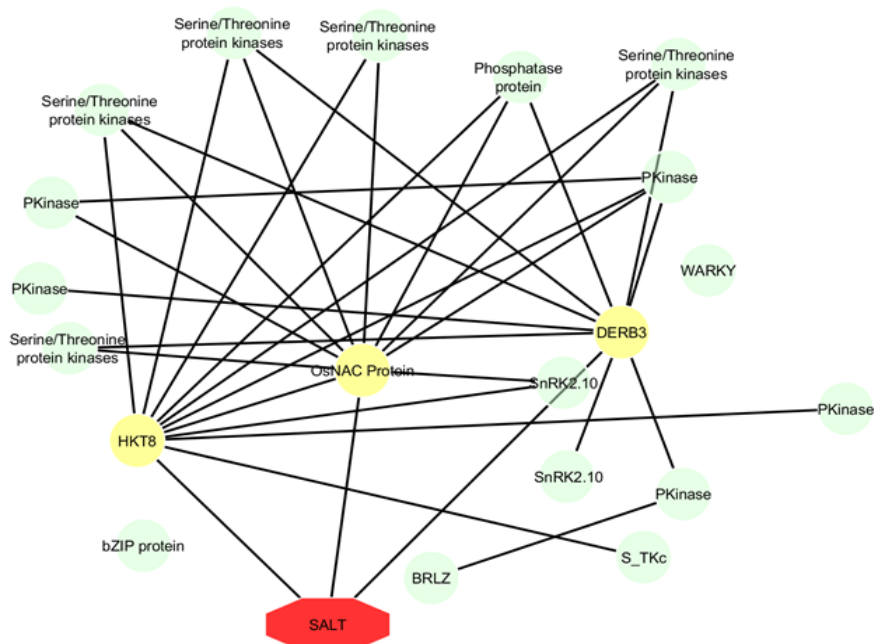 Serine/Threonine
protein kinases
Serine/Threonine
protein kinases
Phosphatase
protein
Serine/Threonine
protein kinases
Serine/Threonine
protein kinases
PKinase
PKinase
WARKY
PKinase
DERB3
Serine/Threonine
protein kinases
OsNAC Protein
SnRK2.10
PKinase
HKT8
SnRK2.10
PKinase
bZIP protein
S_TKc
BRLZ
SALT